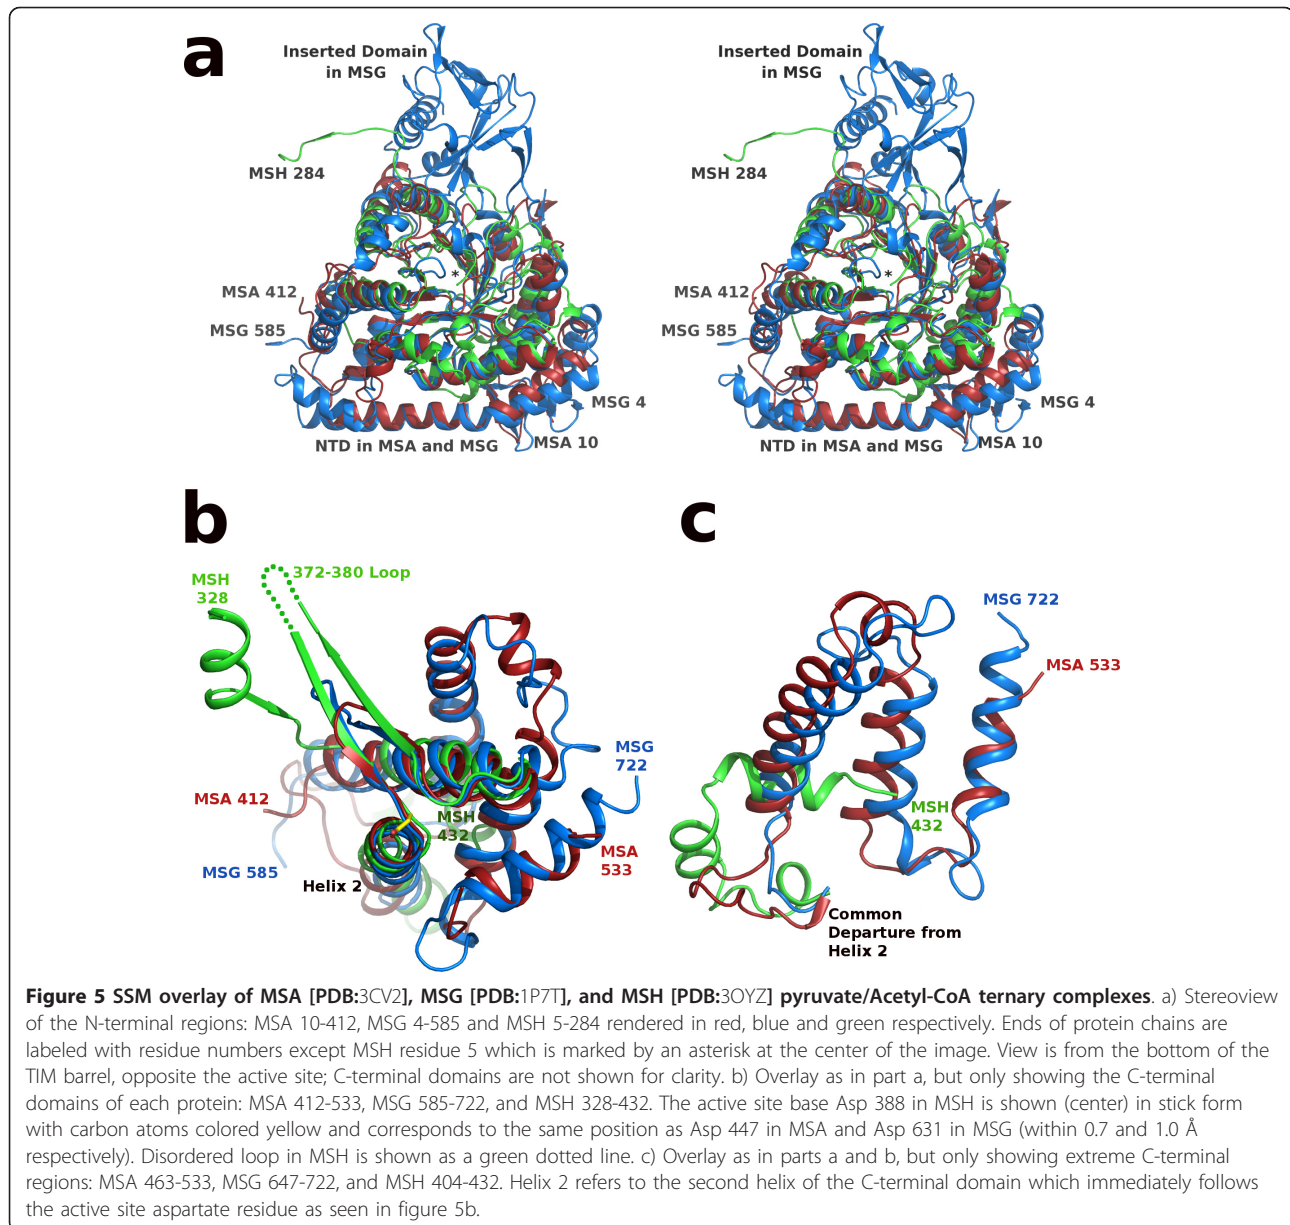 a
Inserted Domain
in MSG
MSH 284
*
MSA 412
MSG 585
MSG 4
NTD in MSA and MSG
MSA 10
Inserted Domain
in MSG
MSH 284
*
MSA 412
MSG 585
MSG 4
NTD in MSA and MSG
MSA 10
b
372-380 Loop
MSH
328
MSG
722
MSA 412
MSH
432
MSA
533
MSG 585
Helix 2
c
MSG 722
MSA 533
MSH
432
Common
Departure from
Helix 2
Figure 5 SSM overlay of MSA [PDB:3CV2], MSG [PDB:1P7T], and MSH [PDB:3OYZ] pyruvate/Acetyl-CoA ternary complexes. a) Stereoview
of the N-terminal regions: MSA 10-412, MSG 4-585 and MSH 5-284 rendered in red, blue and green respectively. Ends of protein chains are
labeled with residue numbers except MSH residue 5 which is marked by an asterisk at the center of the image. View is from the bottom of the
TIM barrel, opposite the active site; C-terminal domains are not shown for clarity. b) Overlay as in part a, but only showing the C-terminal
domains of each protein: MSA 412-533, MSG 585-722, and MSH 328-432. The active site base Asp 388 in MSH is shown (center) in stick form
with carbon atoms colored yellow and corresponds to the same position as Asp 447 in MSA and Asp 631 in MSG (within 0.7 and 1.0 Å
respectively). Disordered loop in MSH is shown as a green dotted line. c) Overlay as in parts a and b, but only showing extreme C-terminal
regions: MSA 463-533, MSG 647-722, and MSH 404-432. Helix 2 refers to the second helix of the C-terminal domain which immediately follows
the active site aspartate residue as seen in figure 5b.